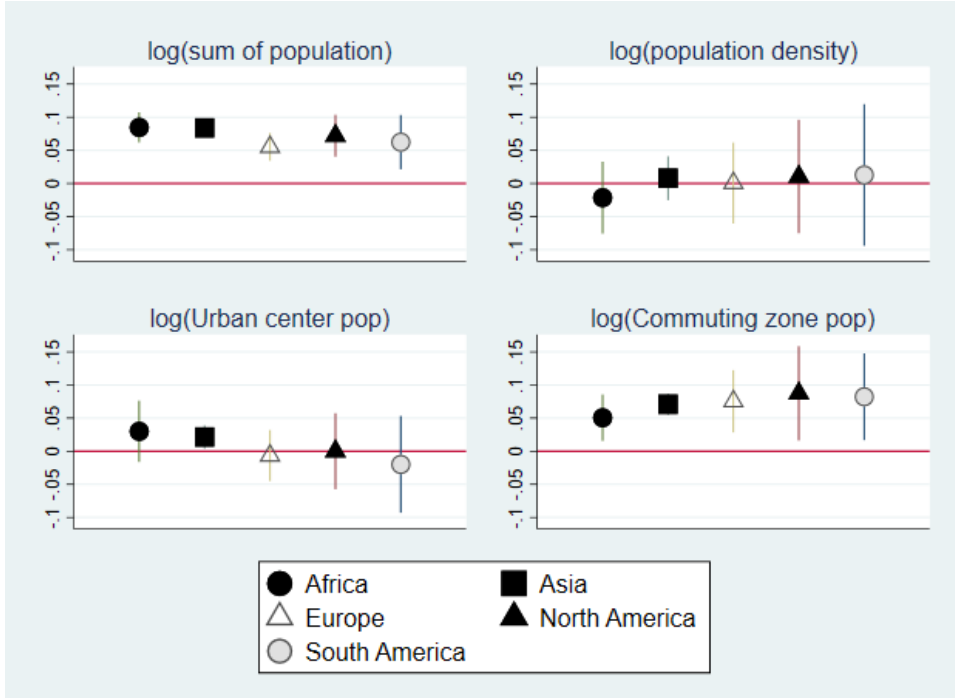 log(sum of population)
log(population density)
.15
.1
.05
0
-.05
-.1
.15
.1
.05
0
-.05
-.1
log(Urban center pop)
log(Commuting zone pop)
.15
.1
.05
0
-.05
-.1
.15
.1
.05
0
-.05
-.1
Africa
Asia
Europe
North America
South America